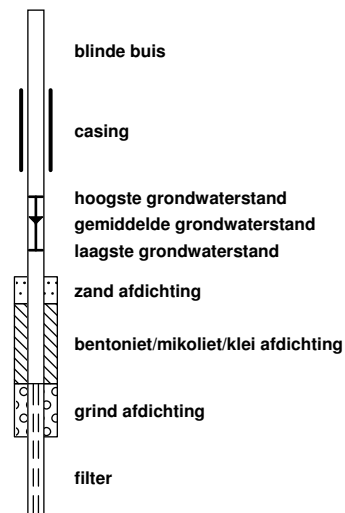 blinde buis
casing
hoogste grondwaterstand
gemiddelde grondwaterstand
laagste grondwaterstand
zand afdichting
bentoniet/mikoliet/klei afdichting
grind afdichting
filter